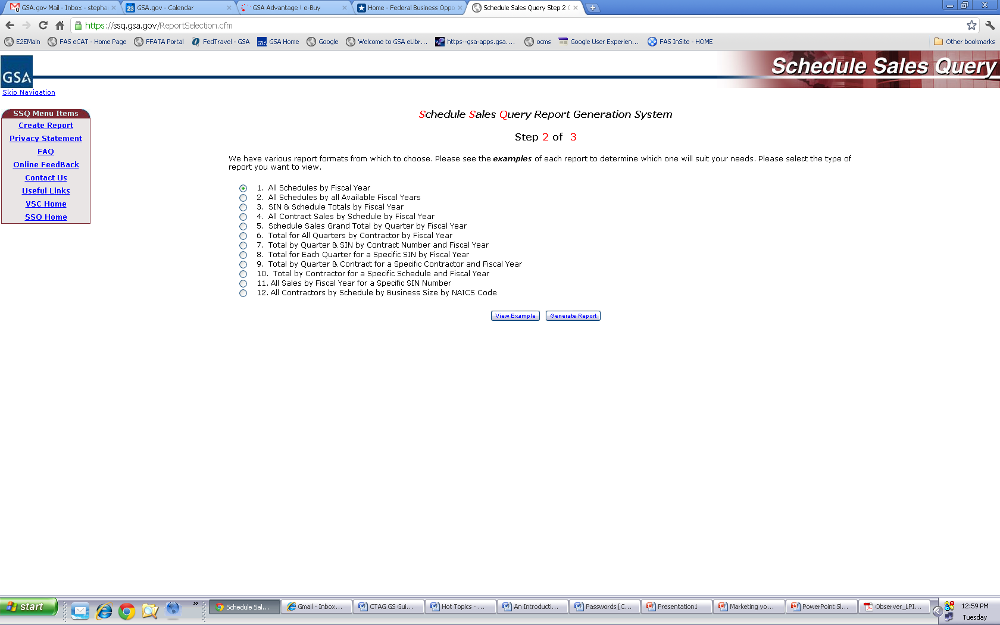 GSA.gov Mail - Inbox - stepha
GSA.gov - Calendar
GSA Advantage ! e-Buy
Home - Federal Business Oppo
Schedule Sales Query Step 2
https://ssq.gsa.gov/ReportSelection.cfm
E2EMain
FAS eCAT - Home Page
FFATA Portal
FedTravel - GSA
GSA Home
Google
Welcome to GSA eLibr...
https--gsa-apps.gsa....
ocms
Google User Experien...
FAS InSite - HOME
Other bookmarks
GSA
Schedule Sales Query
Skip Navigation
SSQ Menu Items
Create Report
Privacy Statement
FAQ
Online FeedBack
Contact Us
Useful Links
VSC Home
SSQ Home
Schedule Sales Query Report Generation System
Step 2 of 3
We have various report formats from which to choose. Please see the examples of each report to determine which one will suit your needs. Please select the type of
report you want to view.
1. All Schedules by Fiscal Year
2. All Schedules by all Available Fiscal Years
3. SIN & Schedule Totals by Fiscal Year
4. All Contract Sales by Schedule by Fiscal Year
5. Schedule Sales Grand Total by Quarter by Fiscal Year
6. Total for All Quarters by Contractor by Fiscal Year
7. Total by Quarter & SIN by Contract Number and Fiscal Year
8. Total for Each Quarter for a Specific SIN by Fiscal Year
9. Total by Quarter & Contract for a Specific Contractor and Fiscal Year
10. Total by Contractor for a Specific Schedule and Fiscal Year
11. All Sales by Fiscal Year for a Specific SIN Number
12. All Contractors by Schedule by Business Size by NAICS Code
View Example
Generate Report
start
Schedule Sal...
Gmail - Inbox...
CTAG GS Gui...
Hot Topics - ...
An Introducti...
Passwords [C...
Presentation1
Marketing yo...
PowerPoint Sl...
Observer_LPI...
12:59 PM
Tuesday